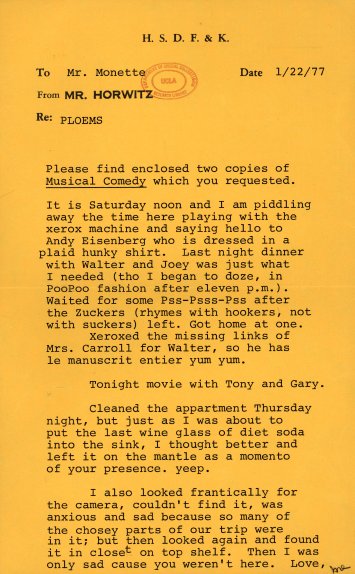 H. S. D. F. & K.
To Mr. Monette Date 1/22/77
UCLA
From MR. HORWITZ
Re: PLOEMS
Please find enclosed two copies of
Musical Comedy which you requested.
It is Saturday noon and I am piddling
away the time here playing with the
xerox machine and saying hello to
Andy Eisenberg who is dressed in a
plaid hunky shirt. Last night dinner
with Walter and Joey was just what
I needed (tho I began to doze, in
PooPoo fashion after eleven p.m.).
Waited for some Pss-Psss-Pss after
the Zuckers (rhymes with hookers, not
with suckers) left. Got home at one.
Xeroxed the missing links of
Mrs. Carroll for Walter, so he has
le manuscrit entier yum yum.
Tonight movie with Tony and Gary.
Cleaned the appartment Thursday
night, but just as I was about to
put the last wine glass of diet soda
into the sink, I thought better and
left it on the mantle as a momento
of your presence. yeep.
I also looked frantically for
the camera, couldn't find it, was
anxious and sad because so many of
the chosey parts of our trip were
in it; but then looked again and found
it in closet on top shelf. Then I was
only sad cause you weren't here. Love,